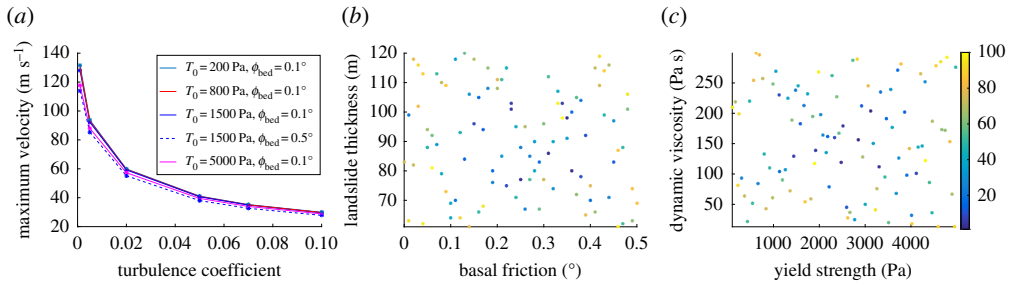 (a)
maximum velocity (m s⁻¹)
140
120
100
80
60
40
20
0
0.02
0.04
0.06
0.08
0.10
turbulence coefficient
T₀ = 200 Pa, ϕbed = 0.1°
T₀ = 800 Pa, ϕbed = 0.1°
T₀ = 1500 Pa, ϕbed = 0.1°
T₀ = 1500 Pa, ϕbed = 0.5°
T₀ = 5000 Pa, ϕbed = 0.1°
(b)
landslide thickness (m)
120
110
100
90
80
70
0
0.1
0.2
0.3
0.4
0.5
basal friction (°)
(c)
dynamic viscosity (Pa s)
250
200
150
100
50
1000
2000
3000
4000
yield strength (Pa)
100
80
60
40
20